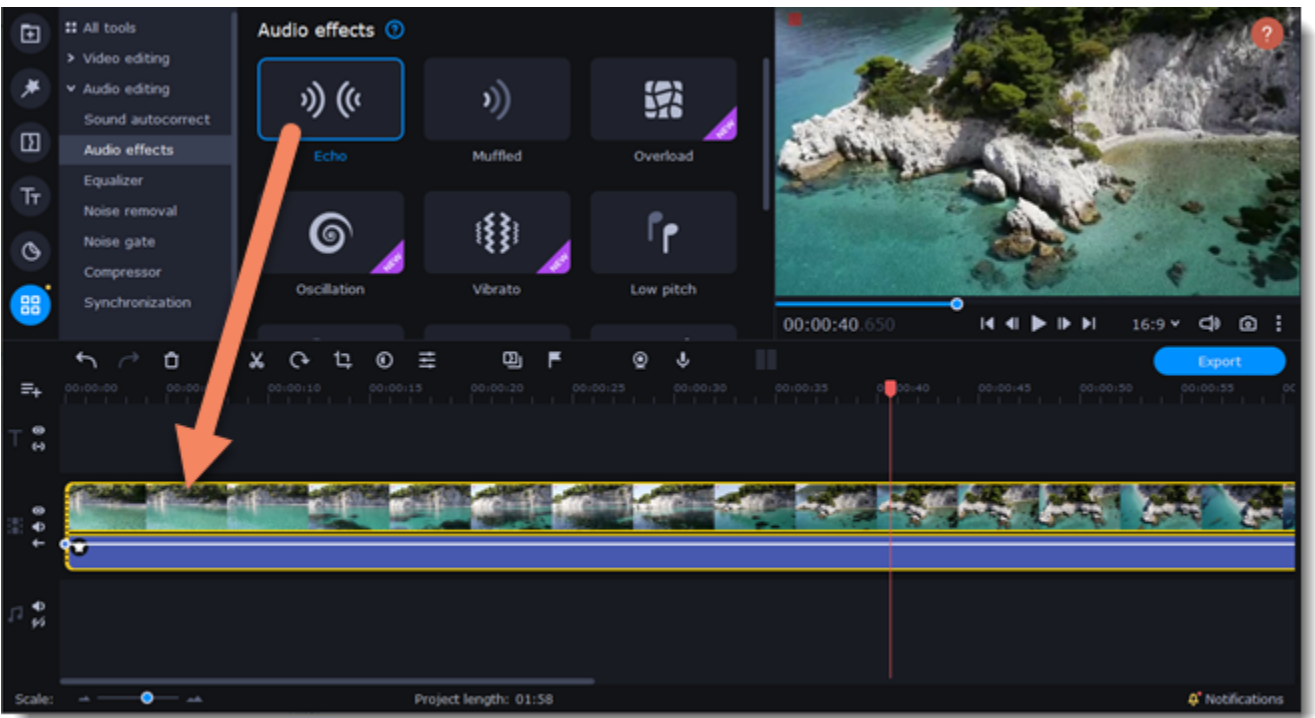 All tools
Video editing
Audio editing
Sound autocorrect
Audio effects
Equalizer
Noise removal
Noise gate
Compressor
Synchronization
Audio effects ?
Echo
Muffled
Overload
NEW
Oscillation
NEW
Vibrato
NEW
Low pitch
?
00:00:40.650
16:9
Export
00:00:00 00:00:10 00:00:15 00:00:20 00:00:25 00:00:30 00:00:35 00:00:45 00:00:50 00:00:55
Scale:
Project length: 01:58
Notifications